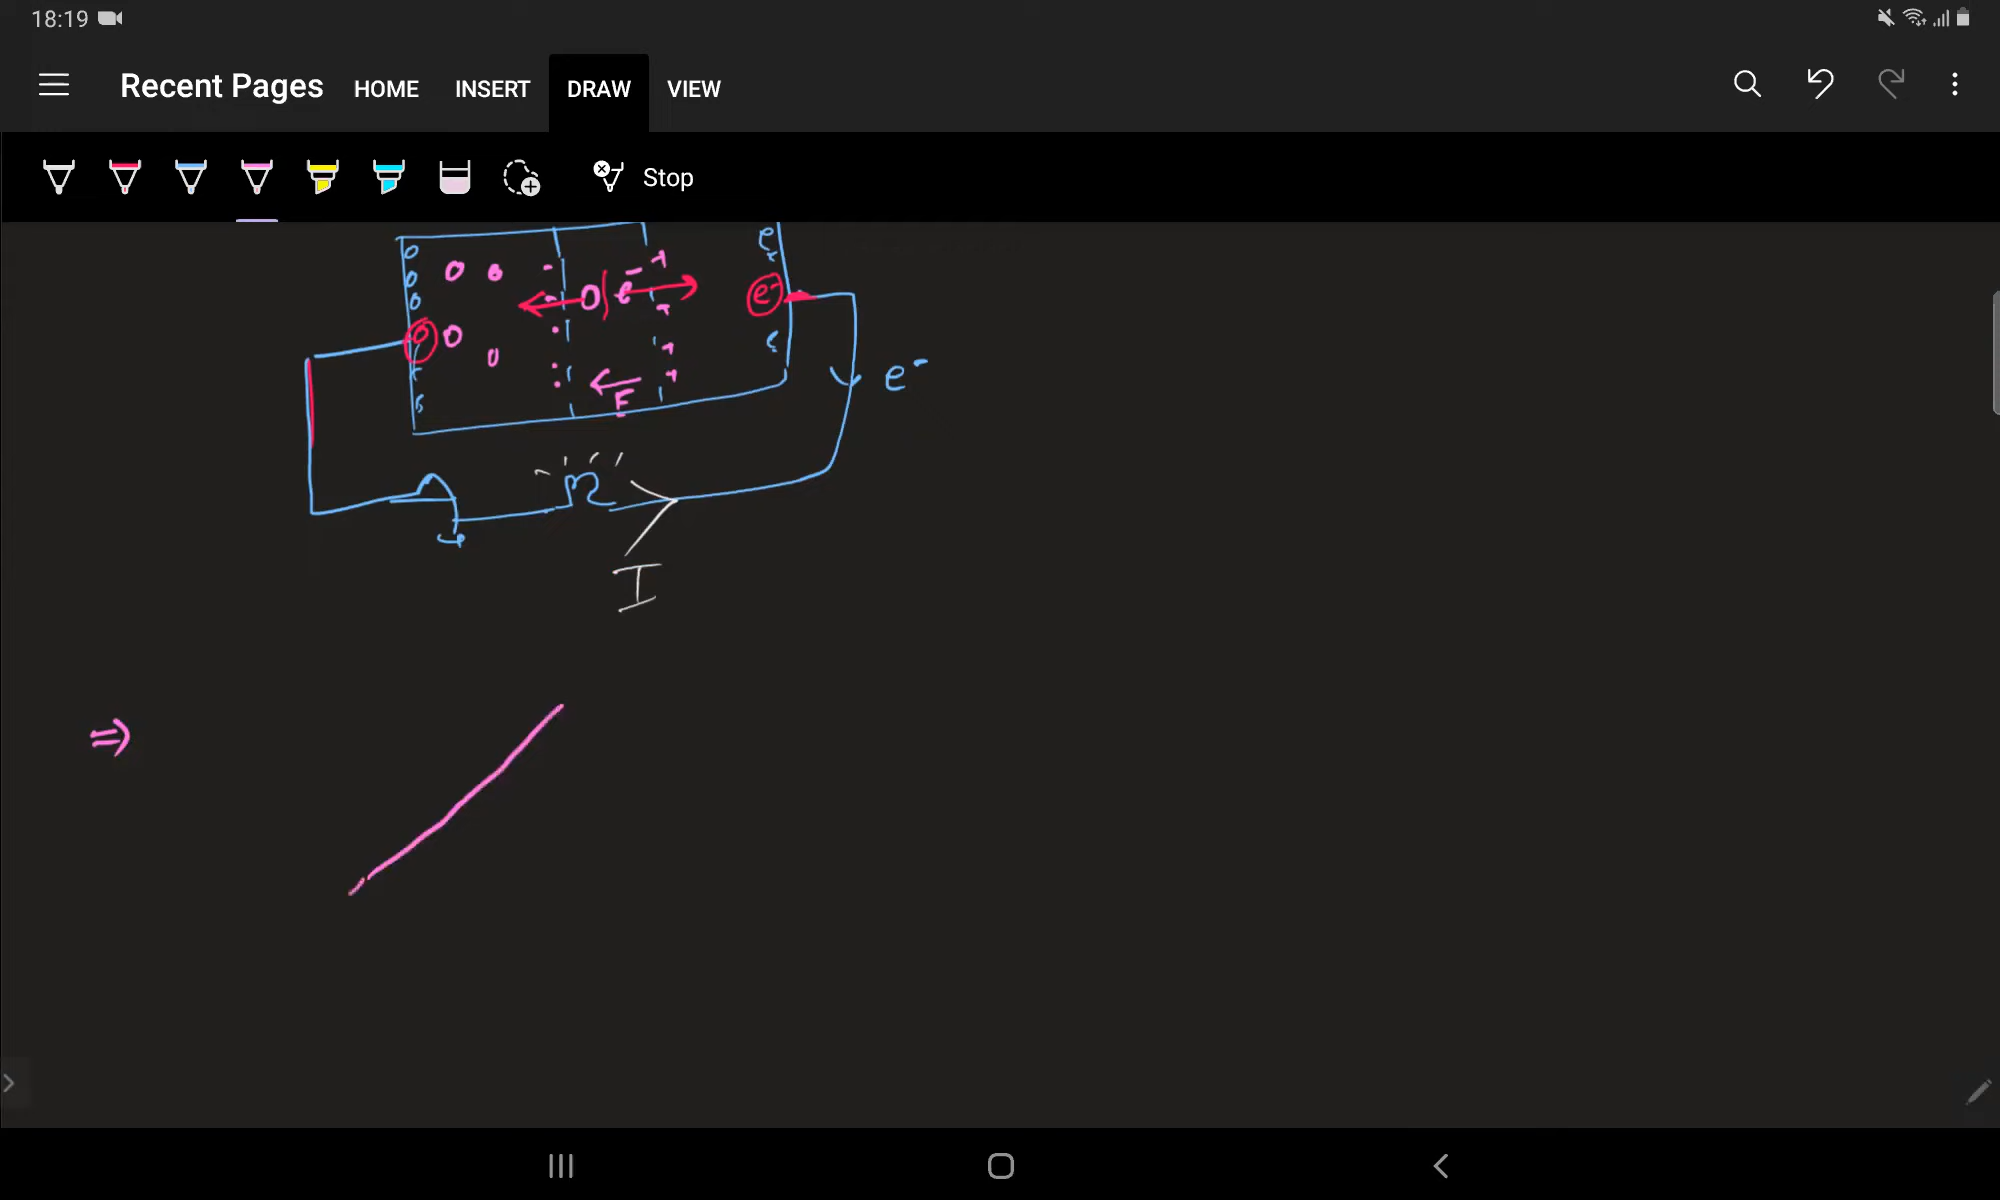 18:19
Recent Pages HOME INSERT DRAW VIEW
Stop
e-
e-
E
I
⇒